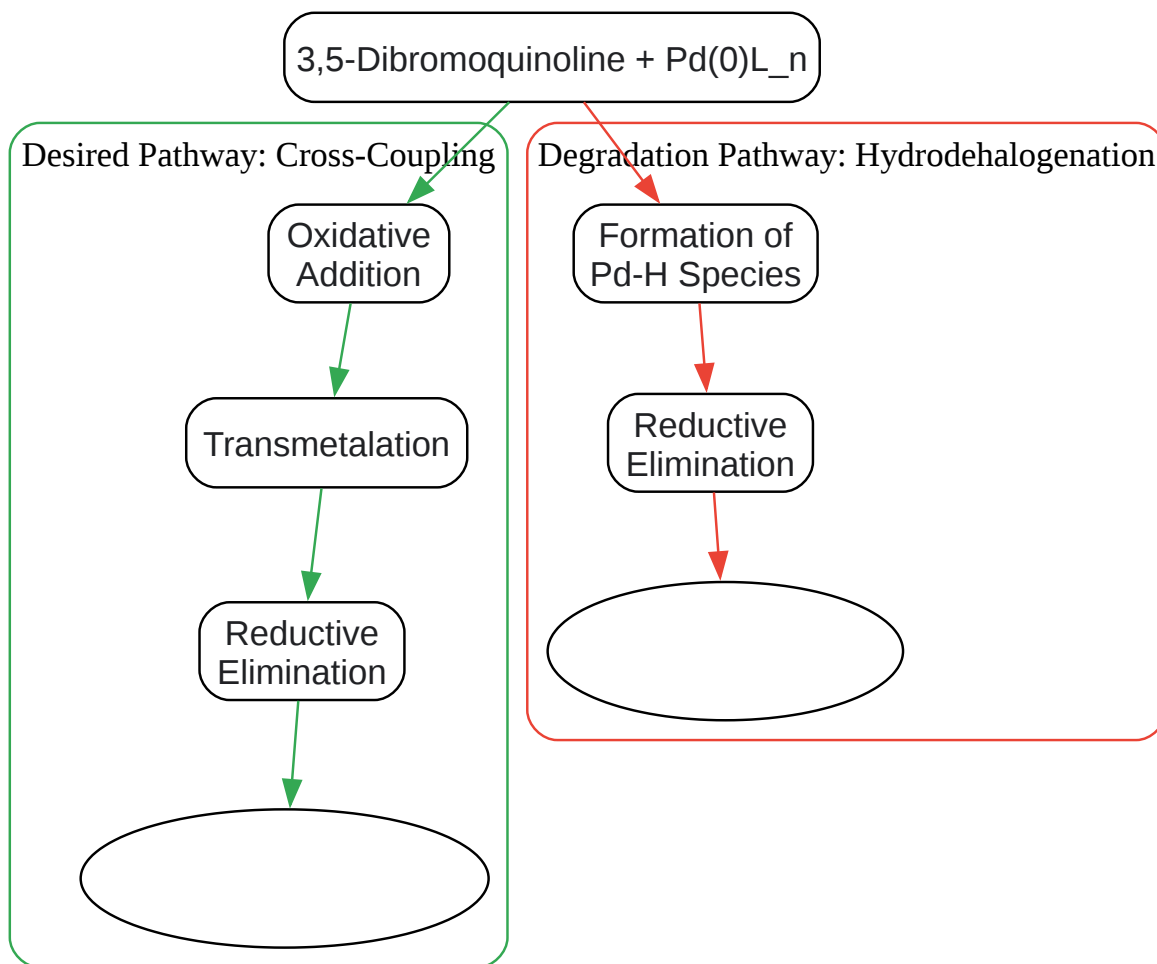 3,5-Dibromoquinoline + Pd(0)L_n
Desired Pathway: Cross-Coupling
Oxidative
Addition
Transmetalation
Reductive
Elimination
Degradation Pathway: Hydrodehalogenation
Formation of
Pd-H Species
Reductive
Elimination